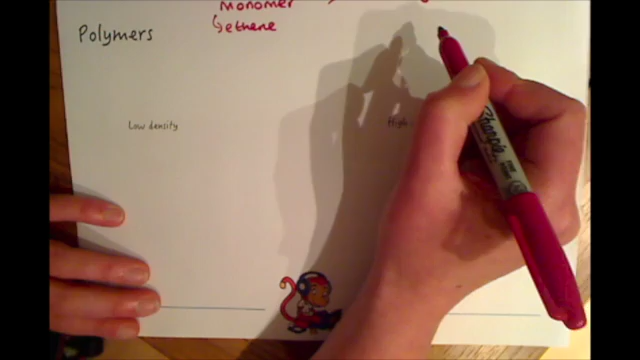 Monomer
↳ethene
Polymers
Low density
High
Sharpie